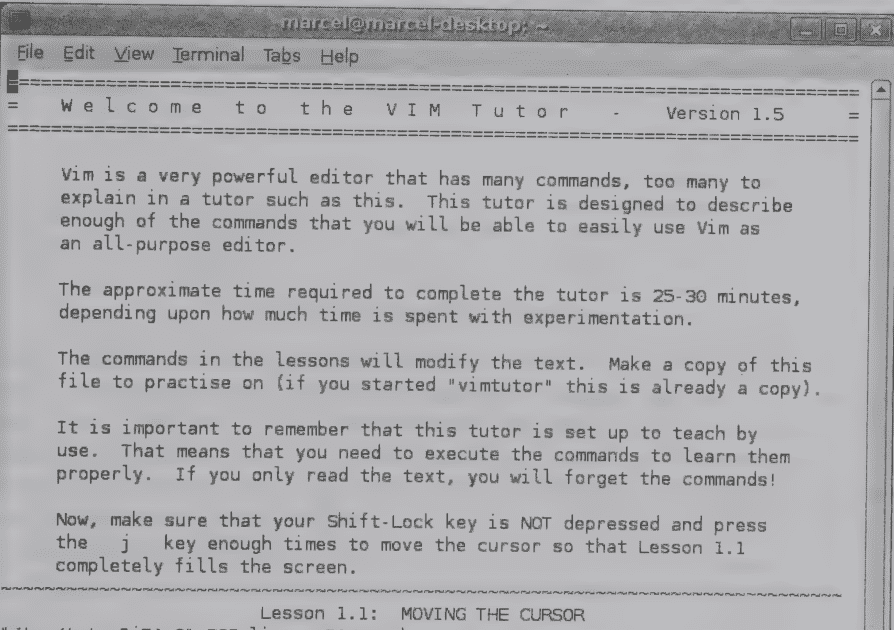 marcel@marcel-desktop: ~
File Edit View Terminal Tabs Help
===============================================================================
=    W e l c o m e   t o   t h e   V I M   T u t o r    -    Version 1.5      =
===============================================================================
Vim is a very powerful editor that has many commands, too many to
explain in a tutor such as this.  This tutor is designed to describe
enough of the commands that you will be able to easily use Vim as
an all-purpose editor.
The approximate time required to complete the tutor is 25-30 minutes,
depending upon how much time is spent with experimentation.
The commands in the lessons will modify the text.  Make a copy of this
file to practise on (if you started "vimtutor" this is already a copy).
It is important to remember that this tutor is set up to teach by
use.  That means that you need to execute the commands to learn them
properly.  If you only read the text, you will forget the commands!
Now, make sure that your Shift-Lock key is NOT depressed and press
the   j   key enough times to move the cursor so that Lesson 1.1
completely fills the screen.
~~~~~~~~~~~~~~~~~~~~~~~~~~~~~~~~~~~~~~~~~~~~~~~~~~~~~~~~~~~~~~~~~~~~~~~~~~~~~~~
Lesson 1.1:  MOVING THE CURSOR